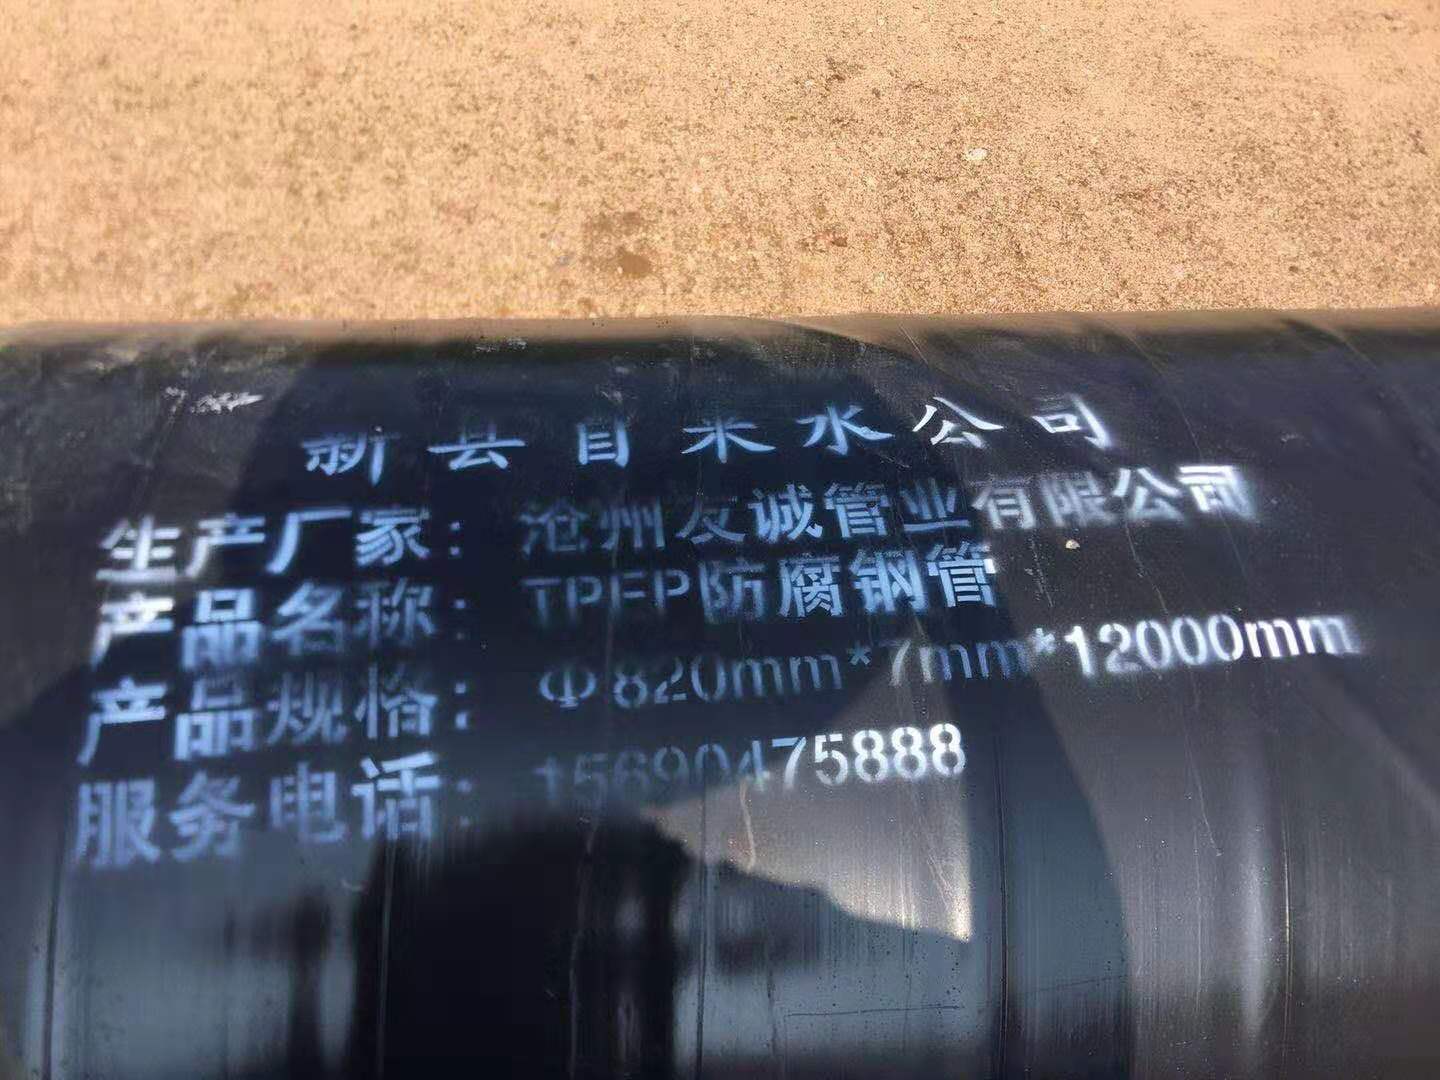 新县自来水公司
生产厂家：沧州友诚管业有限公司
产品名称：TPEP防腐钢管
产品规格：Φ820mm*7mm*12000mm
服务电话：15690475888